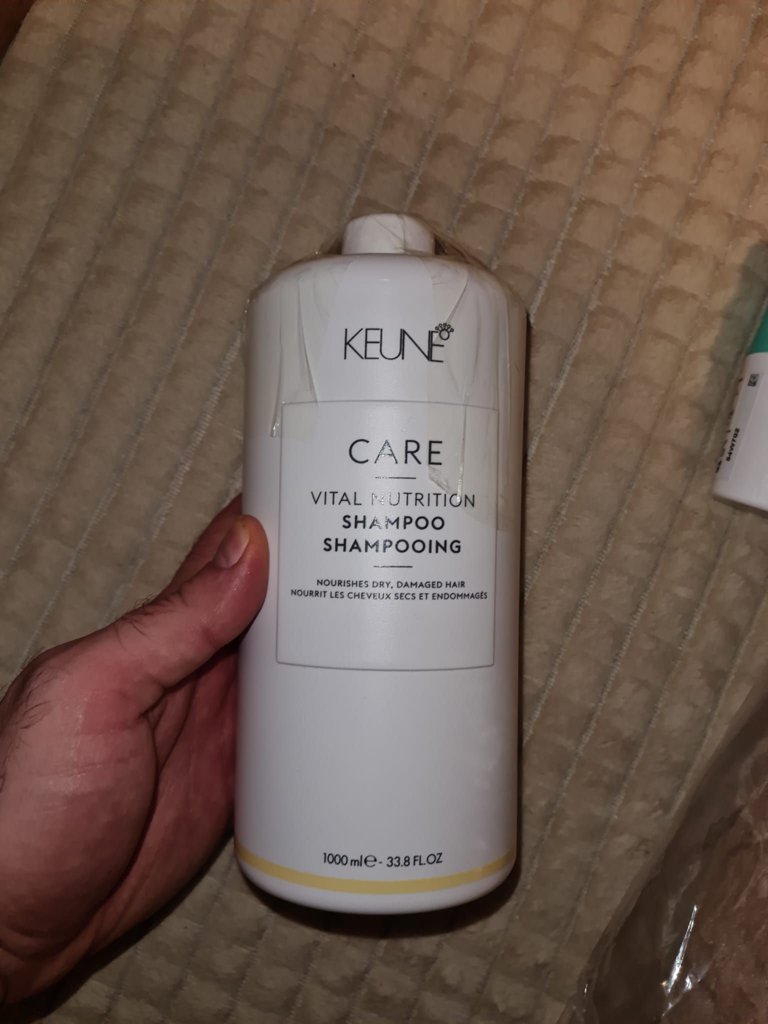 KEUNE
CARE
VITAL NUTRITION
SHAMPOO
SHAMPOOING
NOURISHES DRY, DAMAGED HAIR
NOURRIT LES CHEVEUX SECS ET ENDOMMAGÉS
1000 ml℮ - 33.8 FL.OZ